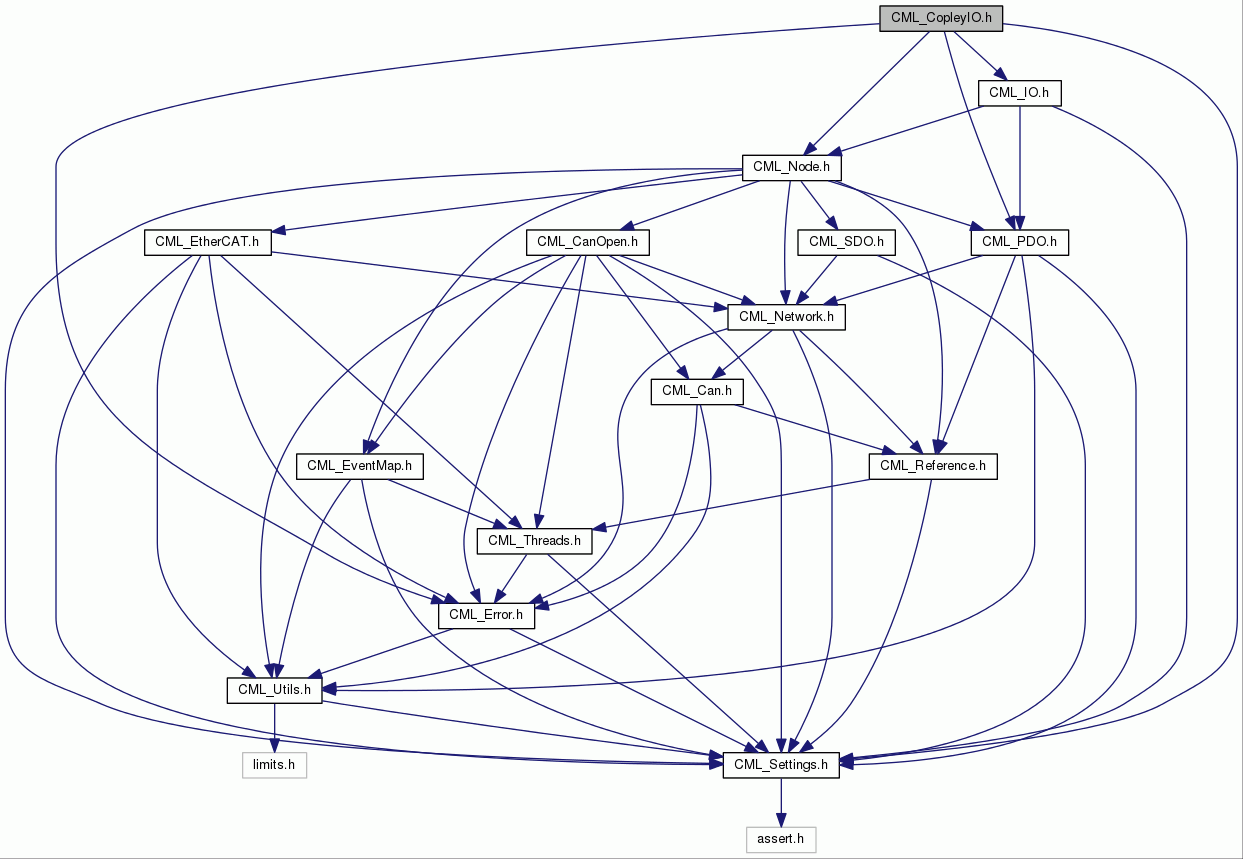 CML_CopleyIO.h
CML_IO.h
CML_Node.h
CML_EtherCAT.h
CML_CanOpen.h
CML_SDO.h
CML_PDO.h
CML_Network.h
CML_Can.h
CML_EventMap.h
CML_Reference.h
CML_Threads.h
CML_Error.h
CML_Utils.h
limits.h
CML_Settings.h
assert.h